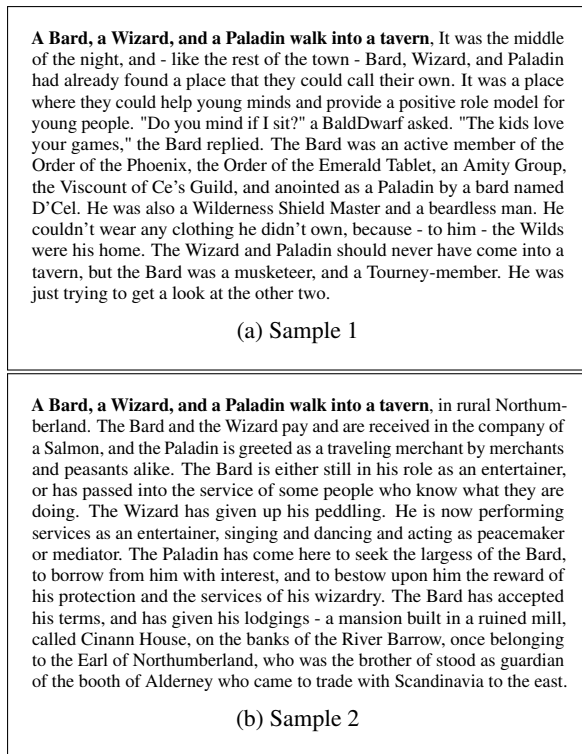 A Bard, a Wizard, and a Paladin walk into a tavern, It was the middle
of the night, and - like the rest of the town - Bard, Wizard, and Paladin
had already found a place that they could call their own. It was a place
where they could help young minds and provide a positive role model for
young people. "Do you mind if I sit?" a BaldDwarf asked. "The kids love
your games," the Bard replied. The Bard was an active member of the
Order of the Phoenix, the Order of the Emerald Tablet, an Amity Group,
the Viscount of Ce's Guild, and anointed as a Paladin by a bard named
D'Cel. He was also a Wilderness Shield Master and a beardless man. He
couldn't wear any clothing he didn't own, because - to him - the Wilds
were his home. The Wizard and Paladin should never have come into a
tavern, but the Bard was a musketeer, and a Tourney-member. He was
just trying to get a look at the other two.
(a) Sample 1
A Bard, a Wizard, and a Paladin walk into a tavern, in rural Northum-
berland. The Bard and the Wizard pay and are received in the company of
a Salmon, and the Paladin is greeted as a traveling merchant by merchants
and peasants alike. The Bard is either still in his role as an entertainer,
or has passed into the service of some people who know what they are
doing. The Wizard has given up his peddling. He is now performing
services as an entertainer, singing and dancing and acting as peacemaker
or mediator. The Paladin has come here to seek the largess of the Bard,
to borrow from him with interest, and to bestow upon him the reward of
his protection and the services of his wizardry. The Bard has accepted
his terms, and has given his lodgings - a mansion built in a ruined mill,
called Cinann House, on the banks of the River Barrow, once belonging
to the Earl of Northumberland, who was the brother of stood as guardian
of the booth of Alderney who came to trade with Scandinavia to the east.
(b) Sample 2